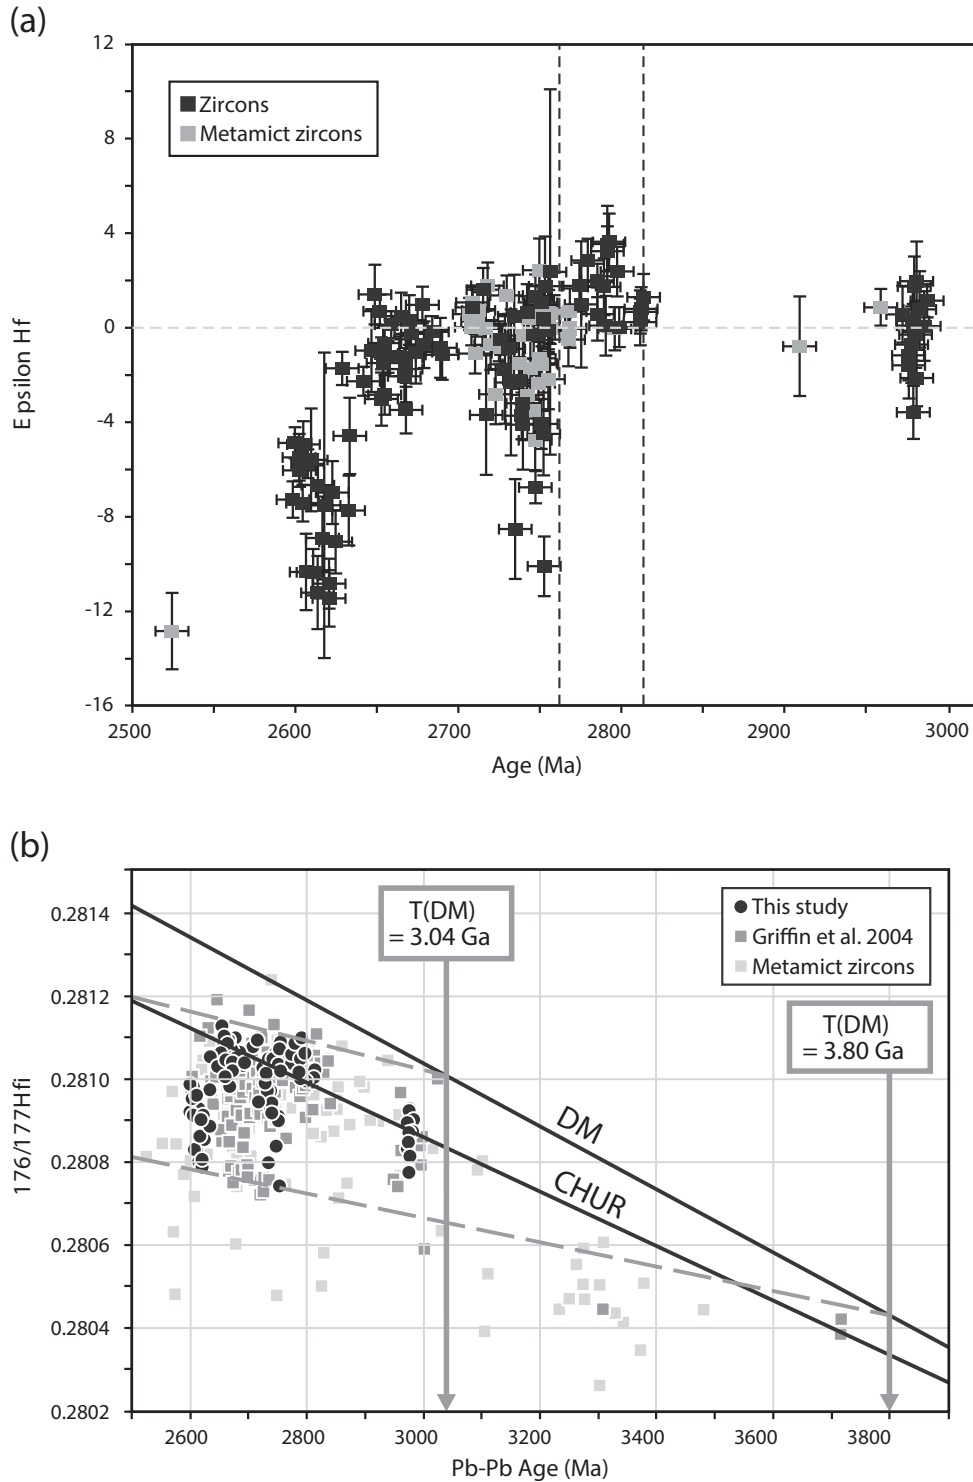 (a)
12
8
4
0
-4
-8
-12
-16
Epsilon Hf
Zircons
Metamict zircons
2500 2600 2700 2800 2900 3000
Age (Ma)
(b)
0.2814
0.2812
0.2810
0.2808
0.2806
0.2804
0.2802
176/177Hfi
T(DM)
= 3.04 Ga
This study
Griffin et al. 2004
Metamict zircons
T(DM)
= 3.80 Ga
DM
CHUR
2600 2800 3000 3200 3400 3600 3800
Pb-Pb Age (Ma)